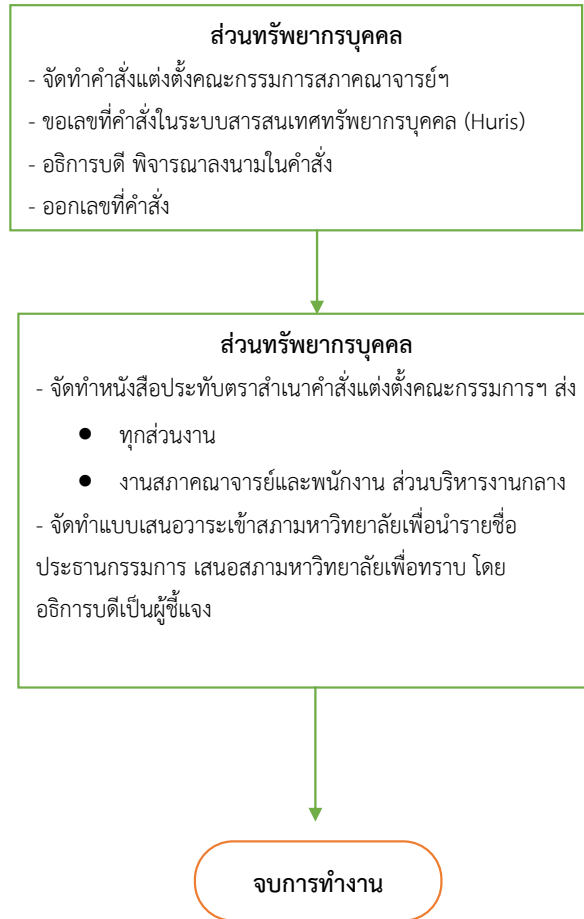 ส่วนทรัพยากรบุคคล
- จัดทำคำสั่งแต่งตั้งคณะกรรมการสภาคณาจารย์ฯ
- ขอเลขที่คำสั่งในระบบสารสนเทศทรัพยากรบุคคล (Huris)
- อธิการบดี พิจารณาลงนามในคำสั่ง
- ออกเลขที่คำสั่ง
ส่วนทรัพยากรบุคคล
- จัดทำหนังสือประทับตราสำเนาคำสั่งแต่งตั้งคณะกรรมการฯ ส่ง
● ทุกส่วนงาน
● งานสภาคณาจารย์และพนักงาน ส่วนบริหารงานกลาง
- จัดทำแบบเสนอวาระเข้าสภามหาวิทยาลัยเพื่อนำรายชื่อ
ประธานกรรมการ เสนอสภามหาวิทยาลัยเพื่อทราบ โดย
อธิการบดีเป็นผู้ชี้แจง
จบการทำงาน